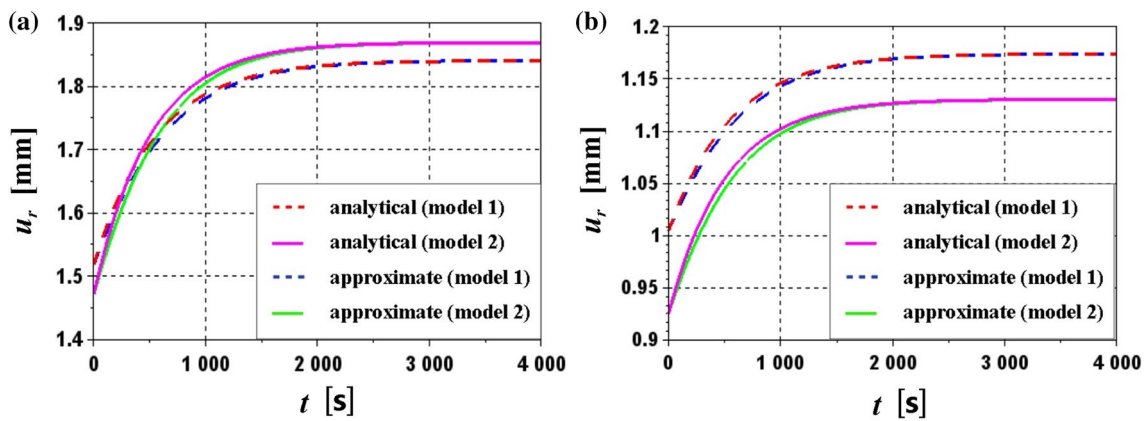 (a)
1.9
1.8
1.7
1.6
1.5
1.4
u_r [mm]
analytical (model 1)
analytical (model 2)
approximate (model 1)
approximate (model 2)
0 1 000 2 000 3 000 4 000
t [s]
(b)
1.2
1.15
1.1
1.05
1
0.95
0.9
u_r [mm]
analytical (model 1)
analytical (model 2)
approximate (model 1)
approximate (model 2)
0 1 000 2 000 3 000 4 000
t [s]